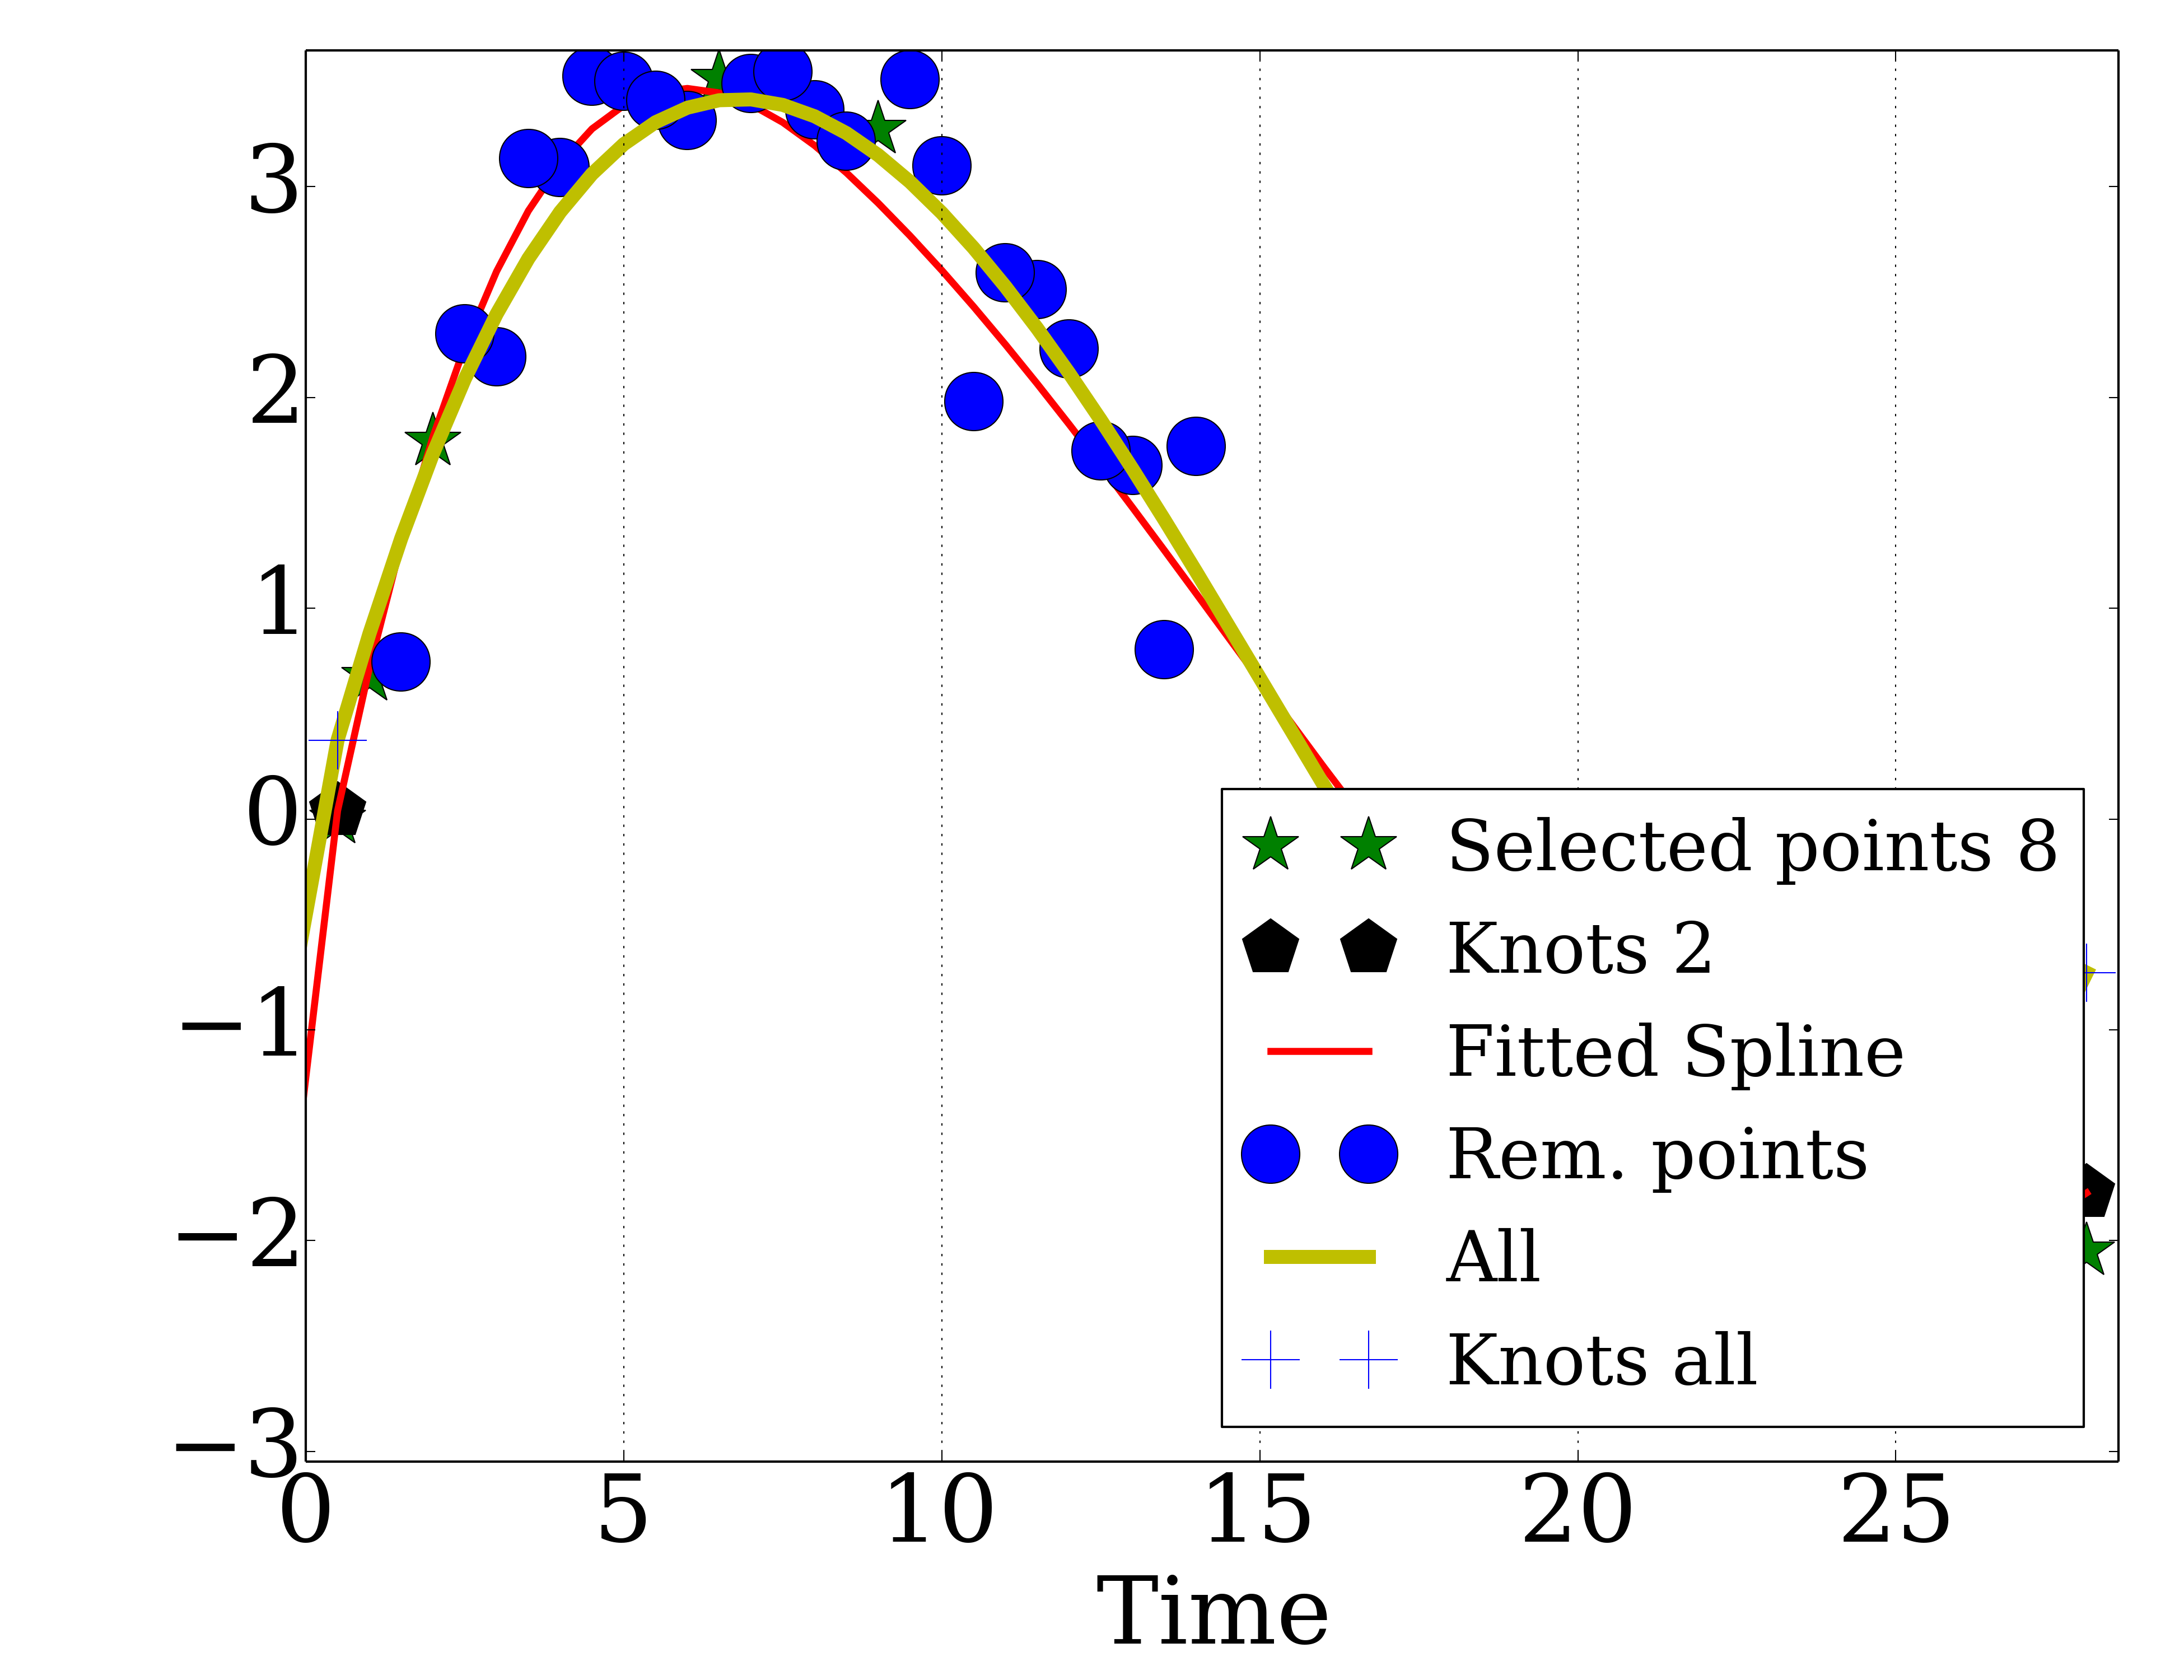 3
2
1
0
−1
−2
−3
0 5 10 15 20 25
Time
Selected points 8
Knots 2
Fitted Spline
Rem. points
All
Knots all